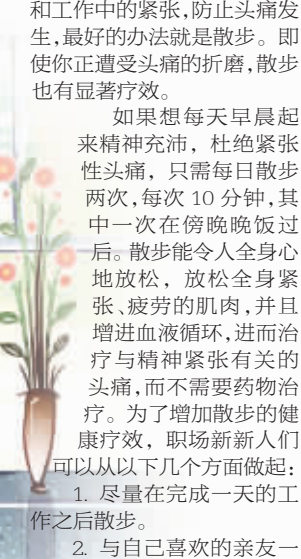 和工作中的紧张,防止头痛发
生,最好的办法就是散步。即
使你正遭受头痛的折磨,散步
也有显著疗效。
如果想每天早晨起
来精神充沛，杜绝紧张
性头痛，只需每日散步
两次,每次 10 分钟,其
中一次在傍晚晚饭过
后。散步能令人全身心
地放松，放松全身紧
张、疲劳的肌肉,并且
增进血液循环,进而治
疗与精神紧张有关的
头痛,而不需要药物治
疗。为了增加散步的健
康疗效，职场新新人们
可以从以下几个方面做起:
1. 尽量在完成一天的工
作之后散步。
2. 与自己喜欢的亲友一